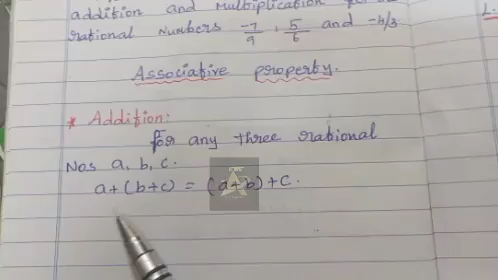 addition and Multiplication
rational Numbers -7/9, 5/6 and -4/3
Associative property.
* Addition:
for any three rational
Nos a, b, c.
a+(b+c) = (a+b)+c.
1.